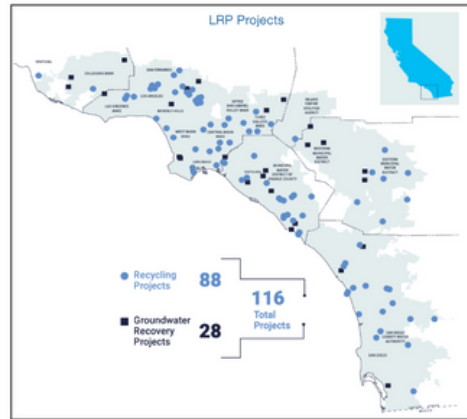 LRP Projects
VENTURA
CALLEGUAS MWD
SAN FERNANDO
LAS VIRGENES
MWD
LOS ANGELES
BEVERLY HILLS
UPPER
SAN GABRIEL
VALLEY MWD
THREE
VALLEYS
MWD
INLAND
EMPIRE
UTILITIES
AGENCY
WEST BASIN
MWD
CENTRAL BASIN
MWD
WESTERN
MUNICIPAL WATER
DISTRICT
EASTERN
MUNICIPAL WATER
DISTRICT
LONG BEACH
MUNICIPAL
WATER
DISTRICT OF
ORANGE COUNTY
Recycling
Projects
88
116
Total
Projects
Groundwater
Recovery
Projects
28
SAN DIEGO
COUNTY WATER
AUTHORITY
SAN DIEGO